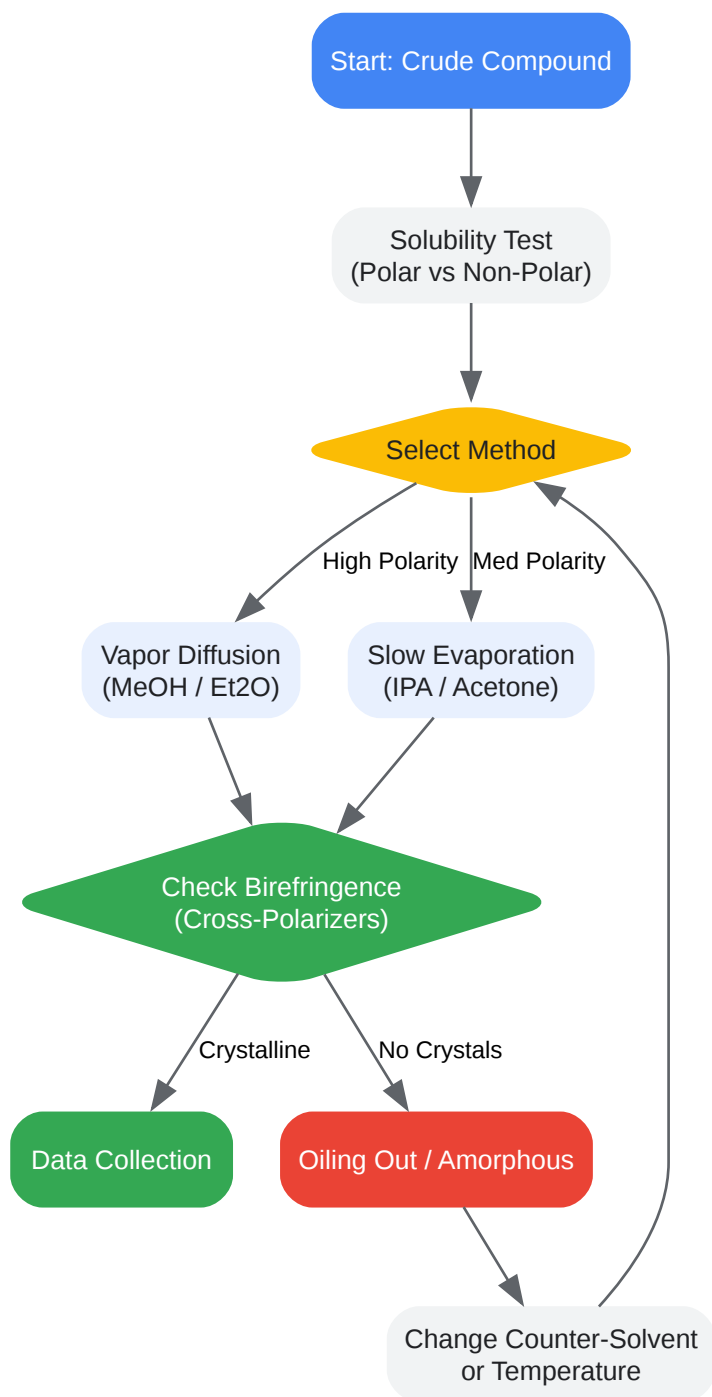 Start: Crude Compound
Solubility Test
(Polar vs Non-Polar)
Select Method
High Polarity
Med Polarity
Vapor Diffusion
(MeOH / Et2O)
Slow Evaporation
(IPA / Acetone)
Check Birefringence
(Cross-Polarizers)
Crystalline
No Crystals
Data Collection
Oiling Out / Amorphous
Change Counter-Solvent
or Temperature